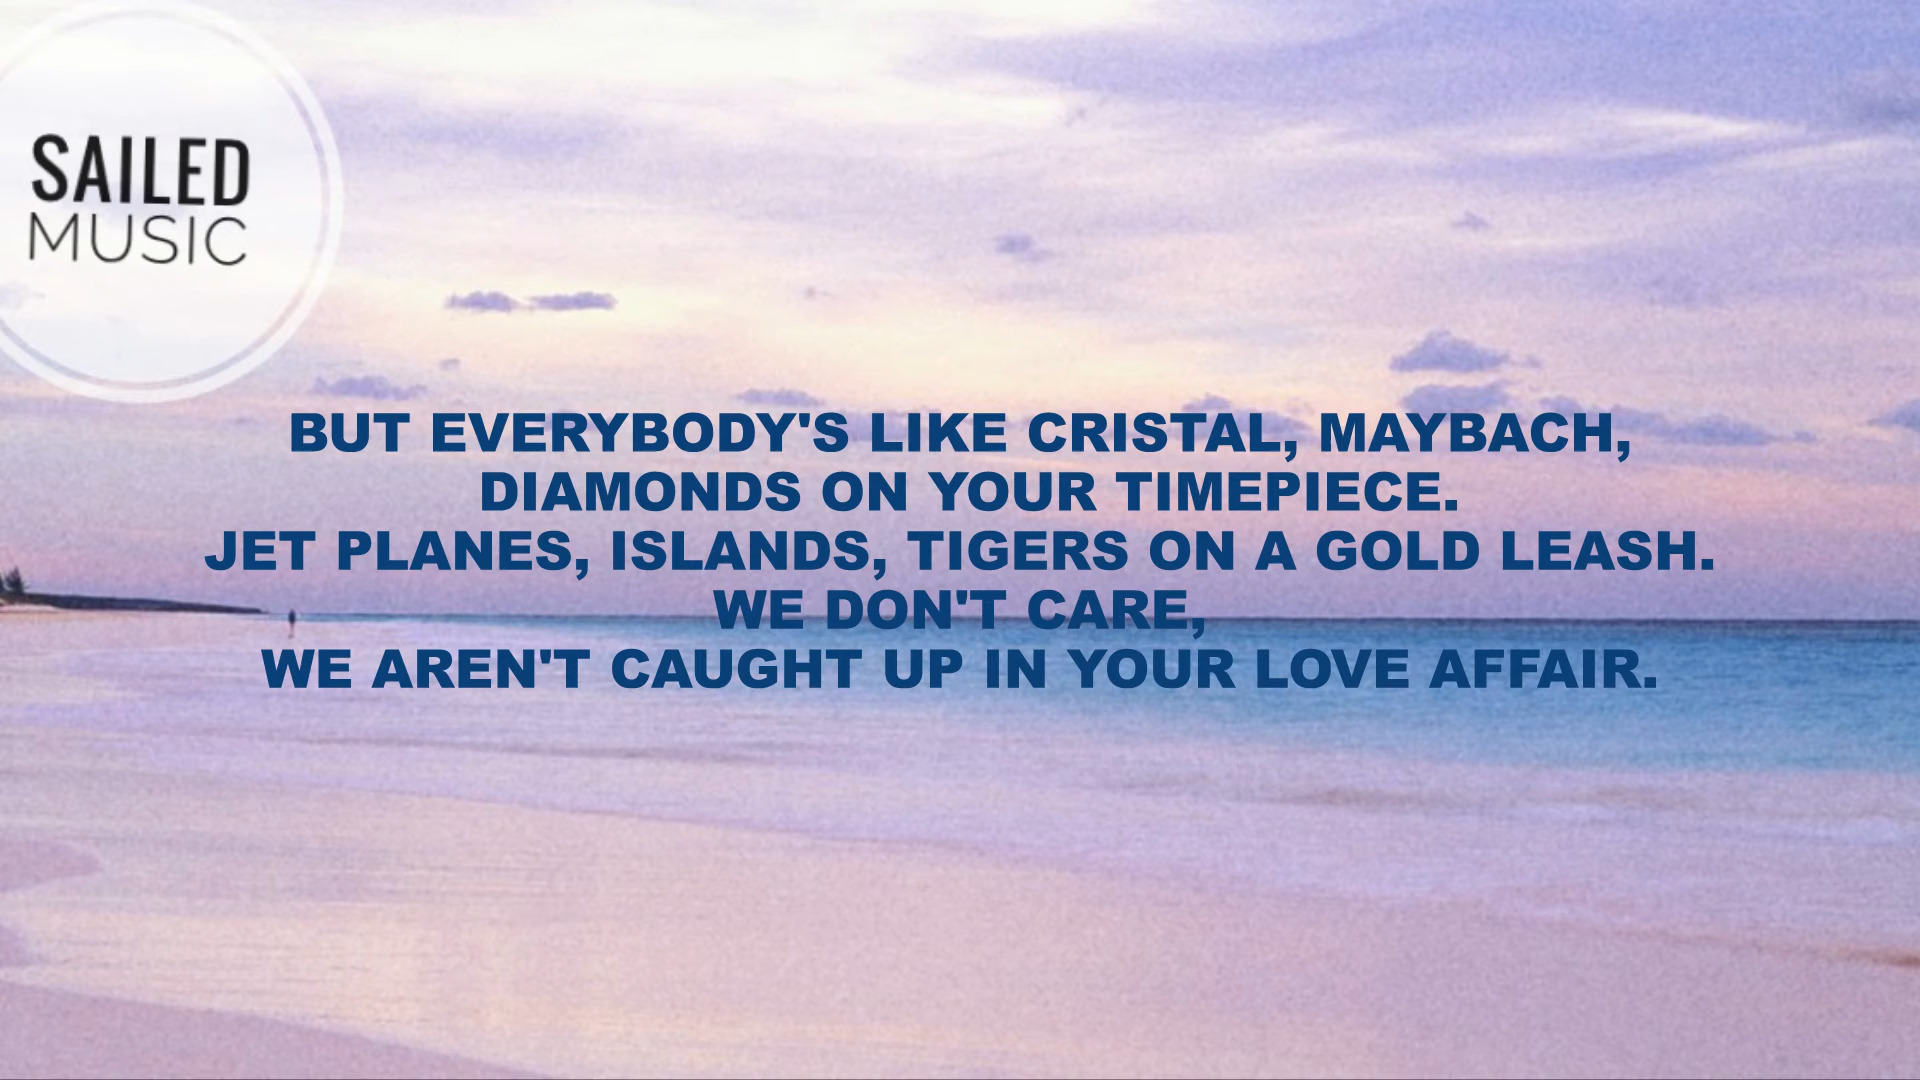 SAILED
MUSIC
BUT EVERYBODY'S LIKE CRISTAL, MAYBACH,
DIAMONDS ON YOUR TIMEPIECE.
JET PLANES, ISLANDS, TIGERS ON A GOLD LEASH.
WE DON'T CARE,
WE AREN'T CAUGHT UP IN YOUR LOVE AFFAIR.